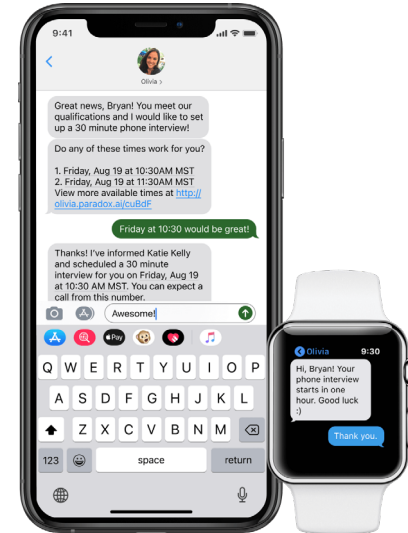 9:41
Olivia >
Great news, Bryan! You meet our
qualifications and I would like to set
up a 30 minute phone interview!
Do any of these times work for you?
1. Friday, Aug 19 at 10:30AM MST
2. Friday, Aug 19 at 11:30AM MST
View more available times at http://
olivia.paradox.ai/cuBdF
Friday at 10:30 would be great!
Thanks! I've informed Katie Kelly
and scheduled a 30 minute
interview for you on Friday, Aug 19
at 10:30 AM MST. You can expect a
call from this number.
Awesome!
Pay
Q W E R T Y U I O P
A S D F G H J K L
Z X C V B N M
123 space return
Olivia 9:30
Hi, Bryan! Your
phone interview
starts in one
hour. Good luck
:)
Thank you.